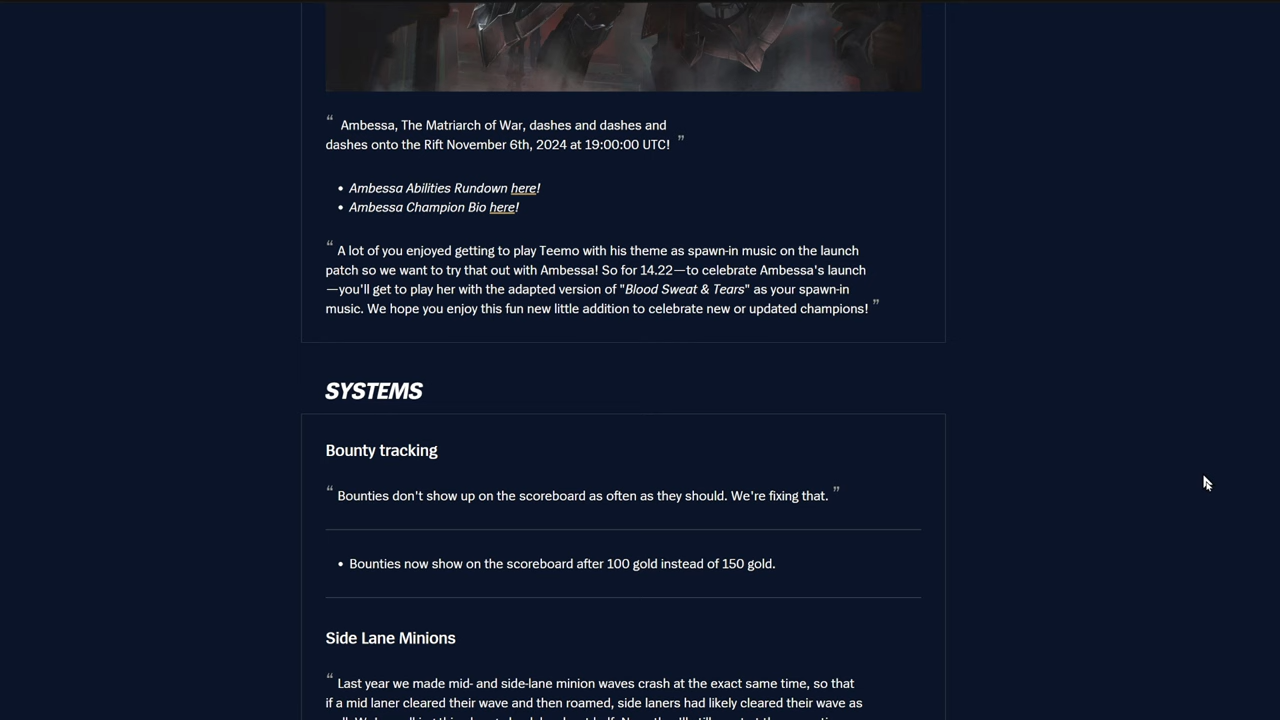 “ Ambessa, The Matriarch of War, dashes and dashes and
dashes onto the Rift November 6th, 2024 at 19:00:00 UTC! ”
• Ambessa Abilities Rundown here!
• Ambessa Champion Bio here!
“ A lot of you enjoyed getting to play Teemo with his theme as spawn-in music on the launch
patch so we want to try that out with Ambessa! So for 14.22—to celebrate Ambessa's launch
—you'll get to play her with the adapted version of "Blood Sweat & Tears" as your spawn-in
music. We hope you enjoy this fun new little addition to celebrate new or updated champions! ”
SYSTEMS
Bounty tracking
“ Bounties don't show up on the scoreboard as often as they should. We're fixing that. ”
• Bounties now show on the scoreboard after 100 gold instead of 150 gold.
Side Lane Minions
“ Last year we made mid- and side-lane minion waves crash at the exact same time, so that
if a mid laner cleared their wave and then roamed, side laners had likely cleared their wave as